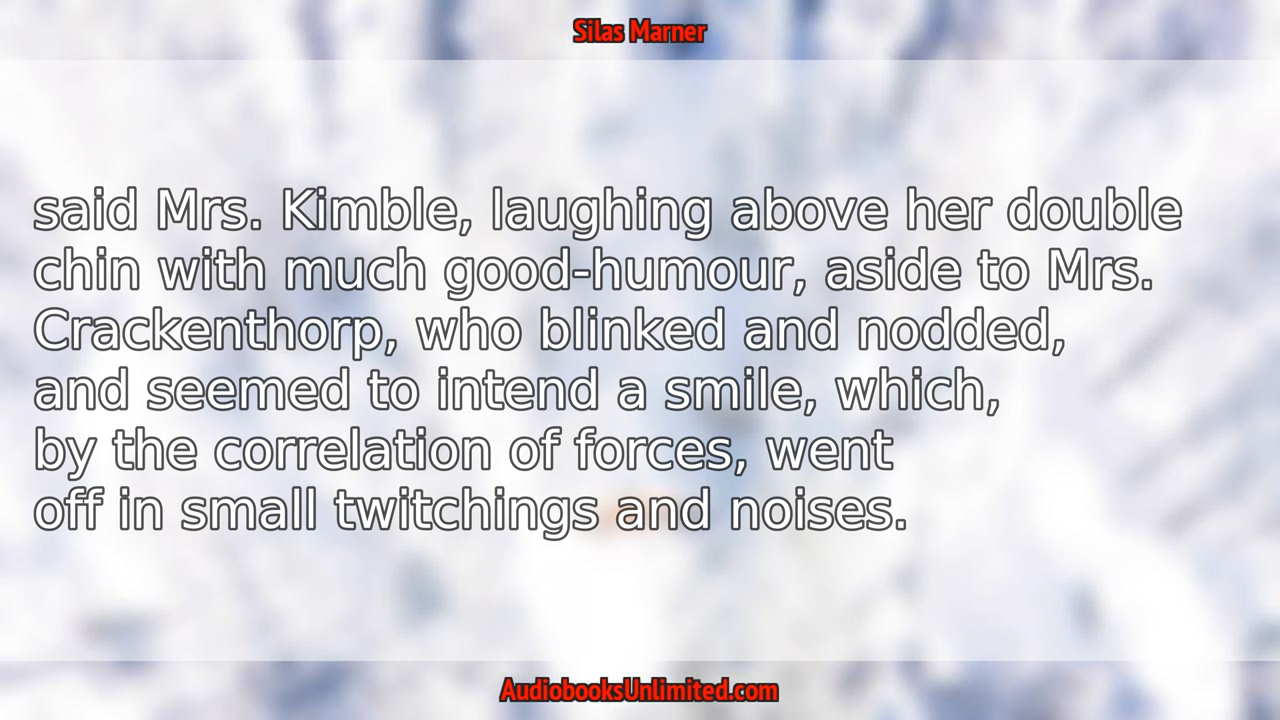 Silas Marner
said Mrs. Kimble, laughing above her double
chin with much good-humour, aside to Mrs.
Crackenthorp, who blinked and nodded,
and seemed to intend a smile, which,
by the correlation of forces, went
off in small twitchings and noises.
AudiobooksUnlimited.com